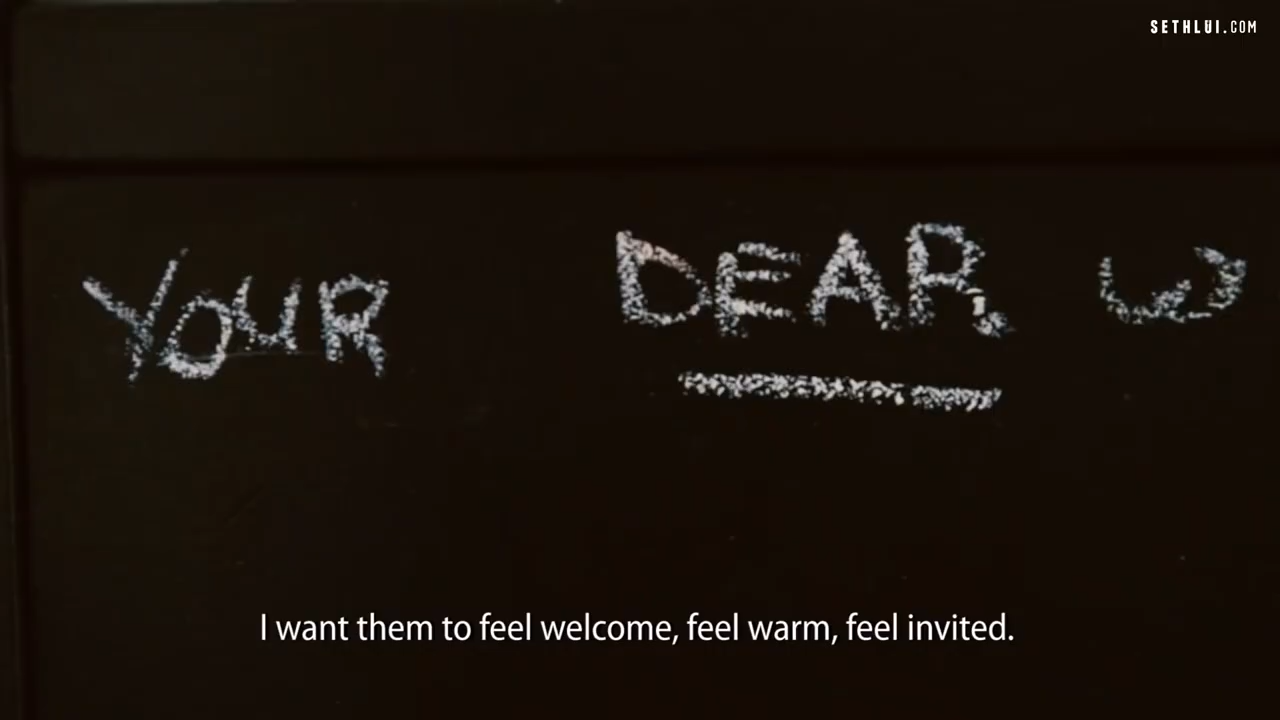 SETHLUI.COM
YOUR DEAR
I want them to feel welcome, feel warm, feel invited.